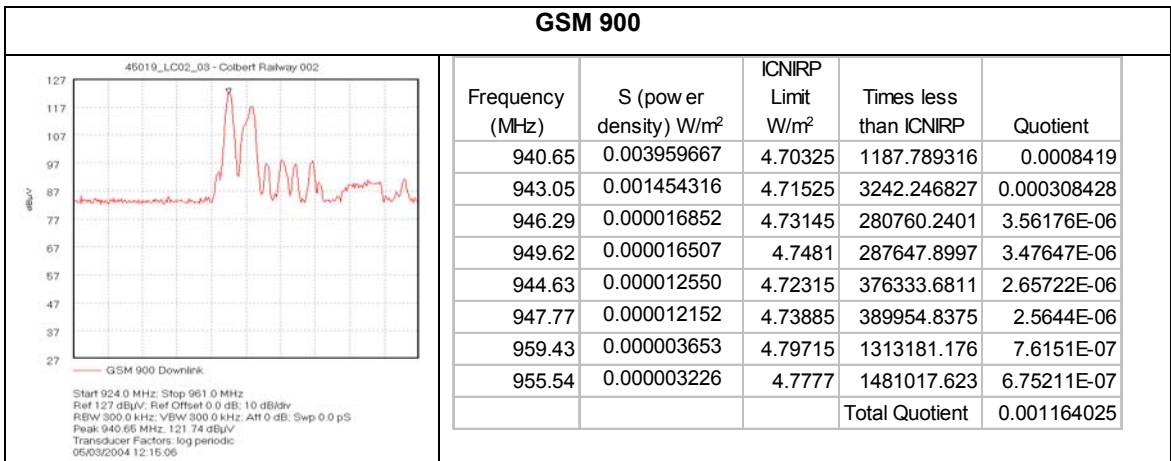 GSM 900
45019_LC02_03 - Colbert Railway 002
127
117
107
97
87
77
67
57
47
37
27
dBµV
GSM 900 Downlink
Start 924.0 MHz; Stop 961.0 MHz
Ref 127 dBµV; Ref Offset 0.0 dB; 10 dB/div
RBW 300.0 kHz; VBW 300.0 kHz; Att 0 dB; Swp 0.0 pS
Peak 940.65 MHz, 121.74 dBµV
Transducer Factors: log periodic
05/03/2004 12:15:06
Frequency (MHz) S (power density) W/m² ICNIRP Limit W/m² Times less than ICNIRP Quotient
940.65 0.003959667 4.70325 1187.789316 0.0008419
943.05 0.001454316 4.71525 3242.246827 0.000308428
946.29 0.000016852 4.73145 280760.2401 3.56176E-06
949.62 0.000016507 4.7481 287647.8997 3.47647E-06
944.63 0.000012550 4.72315 376333.6811 2.65722E-06
947.77 0.000012152 4.73885 389954.8375 2.5644E-06
959.43 0.000003653 4.79715 1313181.176 7.6151E-07
955.54 0.000003226 4.7777 1481017.623 6.75211E-07
Total Quotient 0.001164025